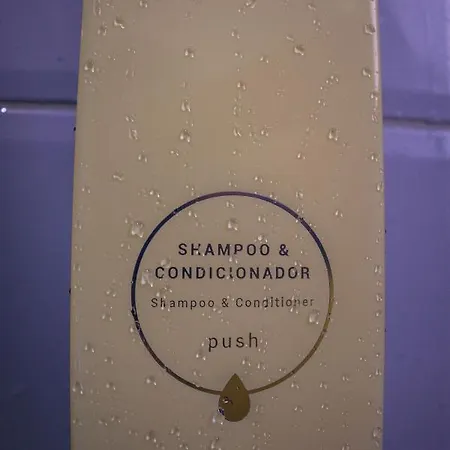 SHAMPOO &
CONDICIONADOR
Shampoo & Conditioner
push